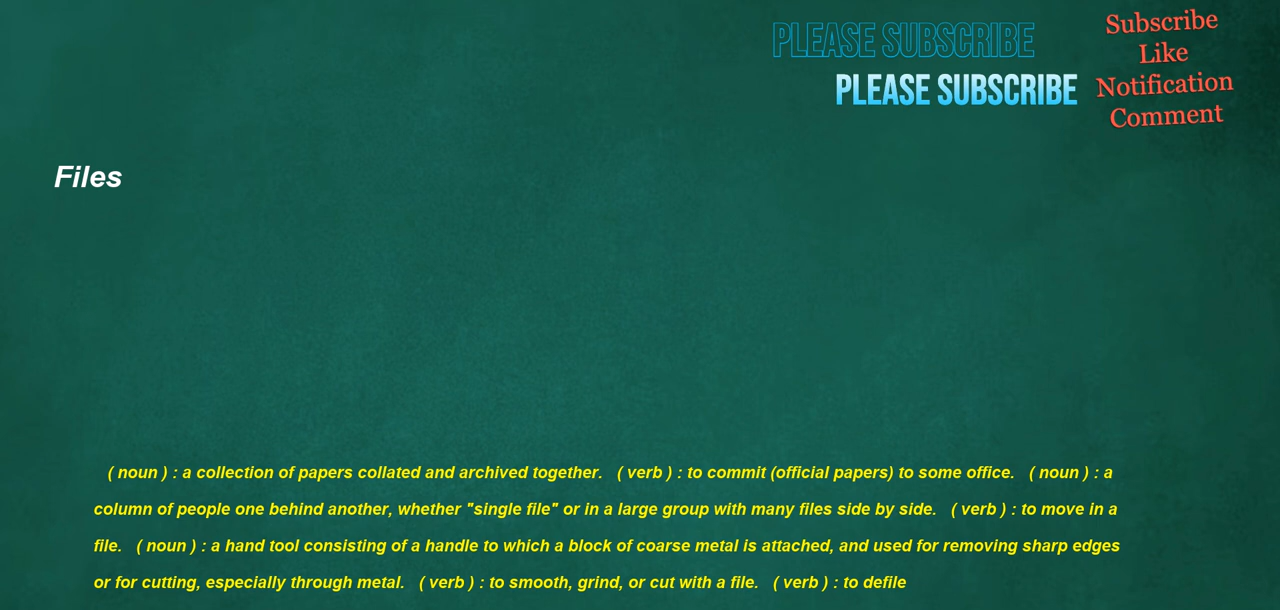 PLEASE SUBSCRIBE
PLEASE SUBSCRIBE
Subscribe
Like
Notification
Comment
Files
( noun ) : a collection of papers collated and archived together. ( verb ) : to commit (official papers) to some office. ( noun ) : a
column of people one behind another, whether "single file" or in a large group with many files side by side. ( verb ) : to move in a
file. ( noun ) : a hand tool consisting of a handle to which a block of coarse metal is attached, and used for removing sharp edges
or for cutting, especially through metal. ( verb ) : to smooth, grind, or cut with a file. ( verb ) : to defile